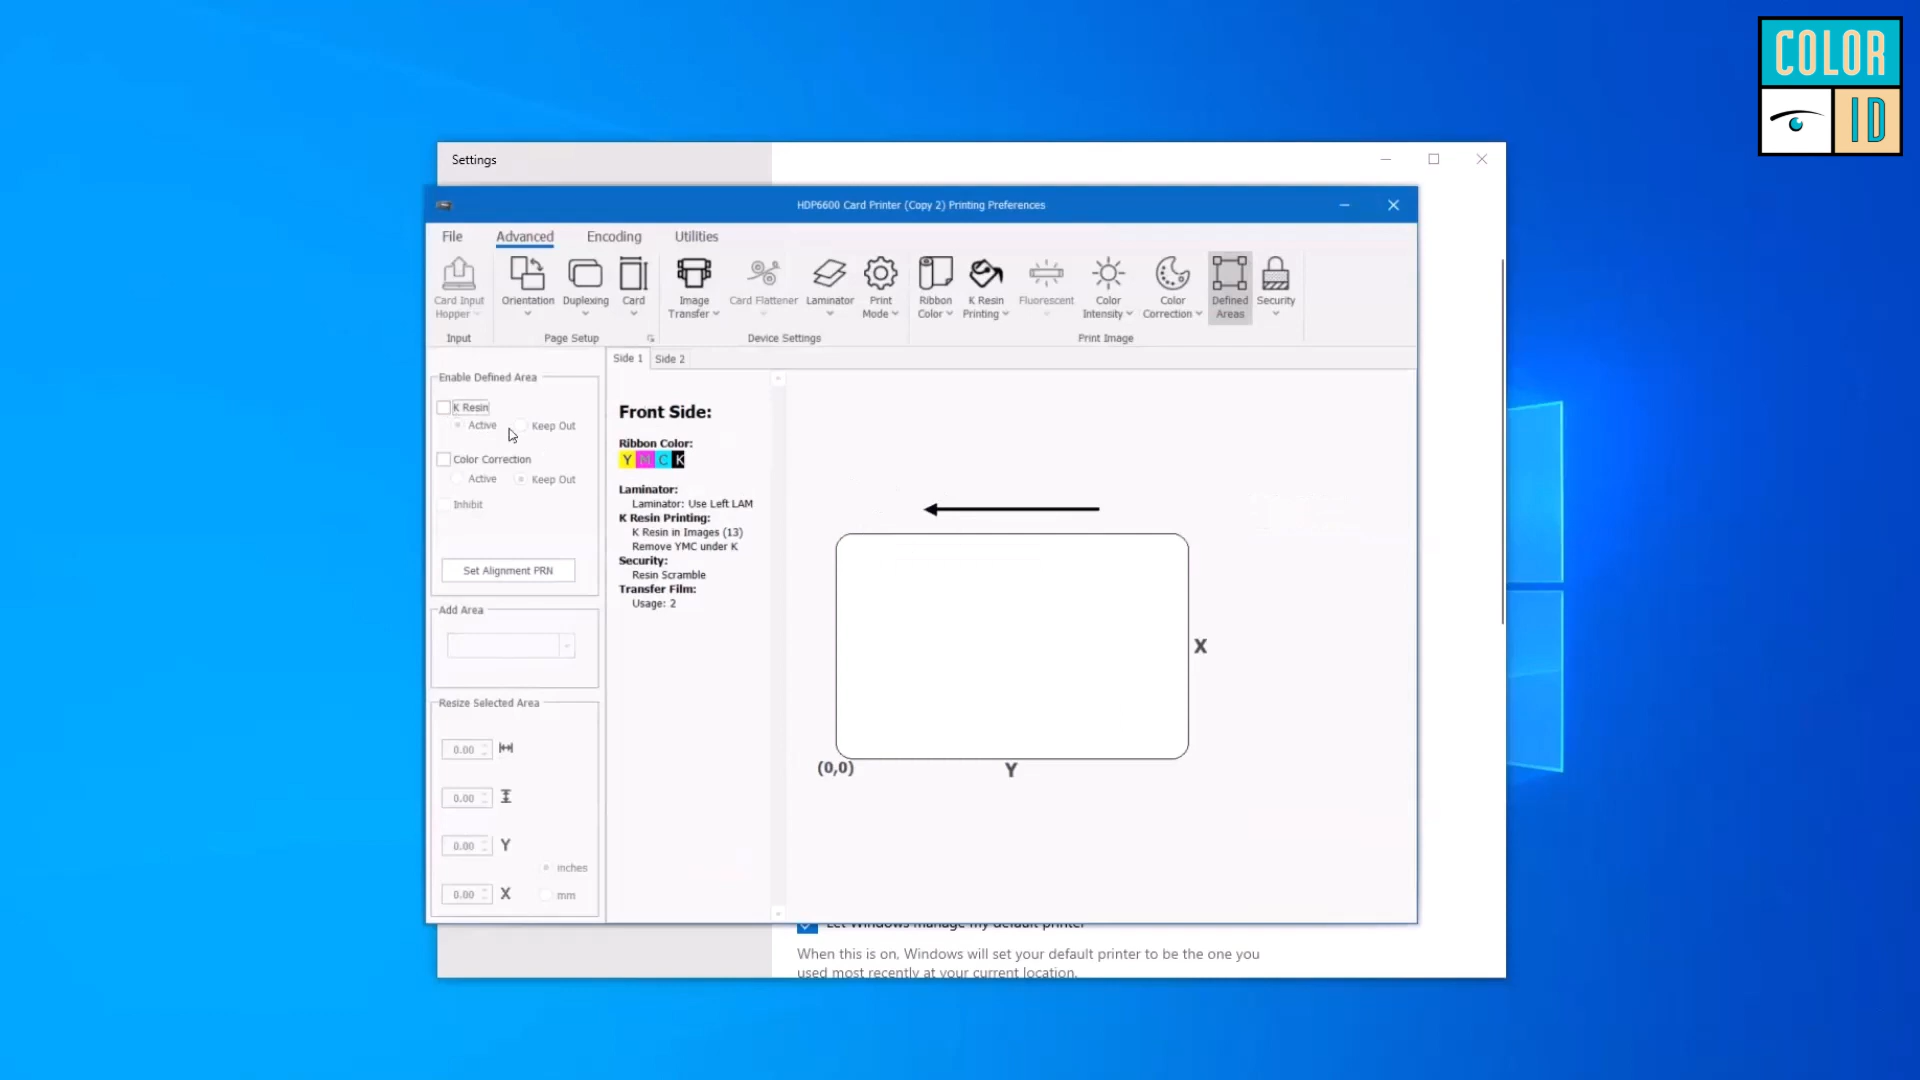 COLOR
ID
Settings
HDP6600 Card Printer (Copy 2) Printing Preferences
File Advanced Encoding Utilities
Card Input Hopper
Orientation
Duplexing
Card
Image Transfer
Card Flattener
Laminator
Print Mode
Ribbon Color
K Resin Printing
Fluorescent
Color Intensity
Color Correction
Defined Areas
Security
Input Page Setup Device Settings Print Image
Side 1 Side 2
Enable Defined Area
K Resin
Active Keep Out
Color Correction
Active Keep Out
Inhibit
Set Alignment PRN
Add Area
Resize Selected Area
0.00
0.00
0.00 Y
inches
0.00 X mm
Front Side:
Ribbon Color:
Y M C K
Laminator:
Laminator: Use Left LAM
K Resin Printing:
K Resin in Images (13)
Remove YMC under K
Security:
Resin Scramble
Transfer Film:
Usage: 2
X
(0,0) Y
Let Windows manage my default printer
When this is on, Windows will set your default printer to be the one you
used most recently at your current location.